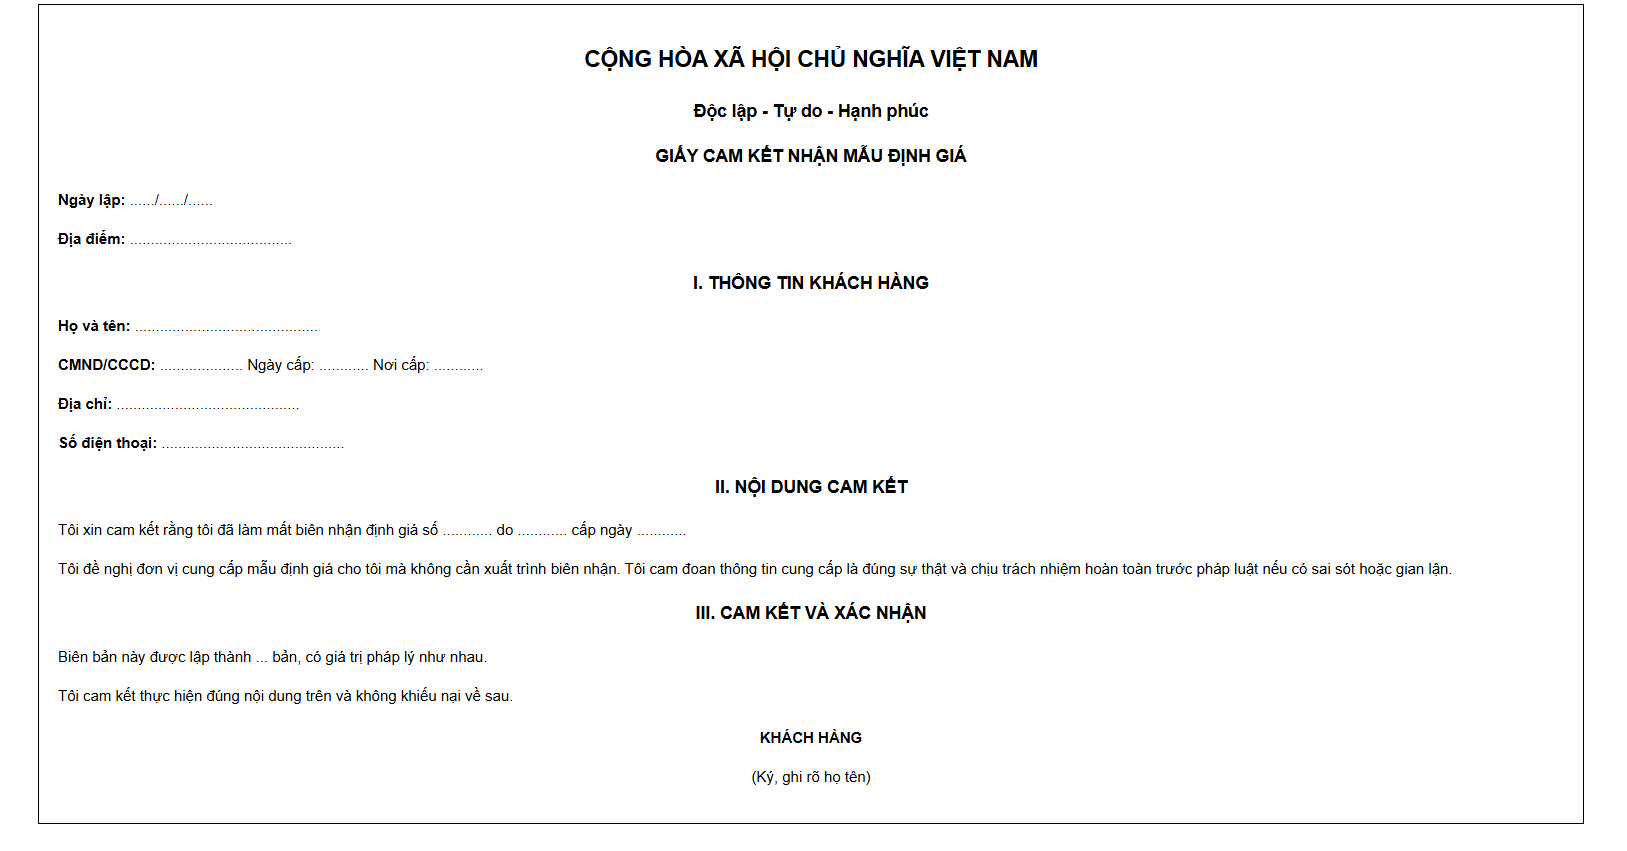 CỘNG HÒA XÃ HỘI CHỦ NGHĨA VIỆT NAM
Độc lập - Tự do - Hạnh phúc
GIẤY CAM KẾT NHẬN MẪU ĐỊNH GIÁ
Ngày lập: ....../....../......
Địa điểm: .......................................
I. THÔNG TIN KHÁCH HÀNG
Họ và tên: ............................................
CMND/CCCD: .................... Ngày cấp: ............ Nơi cấp: ............
Địa chỉ: ............................................
Số điện thoại: ............................................
II. NỘI DUNG CAM KẾT
Tôi xin cam kết rằng tôi đã làm mất biên nhận định giá số ............ do ............ cấp ngày ............
Tôi đề nghị đơn vị cung cấp mẫu định giá cho tôi mà không cần xuất trình biên nhận. Tôi cam đoan thông tin cung cấp là đúng sự thật và chịu trách nhiệm hoàn toàn trước pháp luật nếu có sai sót hoặc gian lận.
III. CAM KẾT VÀ XÁC NHẬN
Biên bản này được lập thành ... bản, có giá trị pháp lý như nhau.
Tôi cam kết thực hiện đúng nội dung trên và không khiếu nại về sau.
KHÁCH HÀNG
(Ký, ghi rõ họ tên)